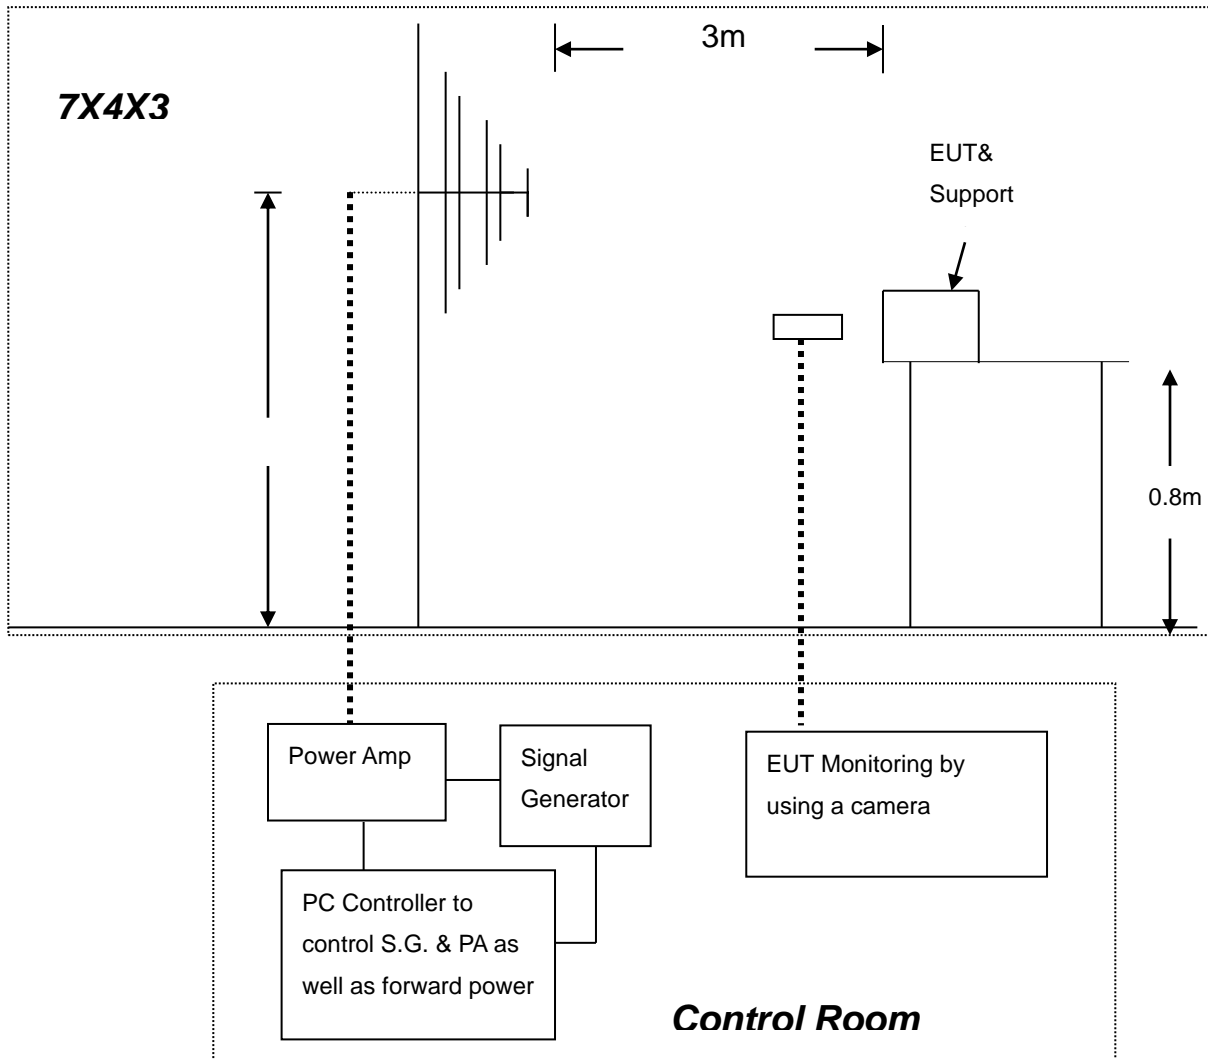 3m
7X4X3
EUT&
Support
0.8m
Power Amp
Signal
Generator
EUT Monitoring by
using a camera
PC Controller to
control S.G. & PA as
well as forward power
Control Room